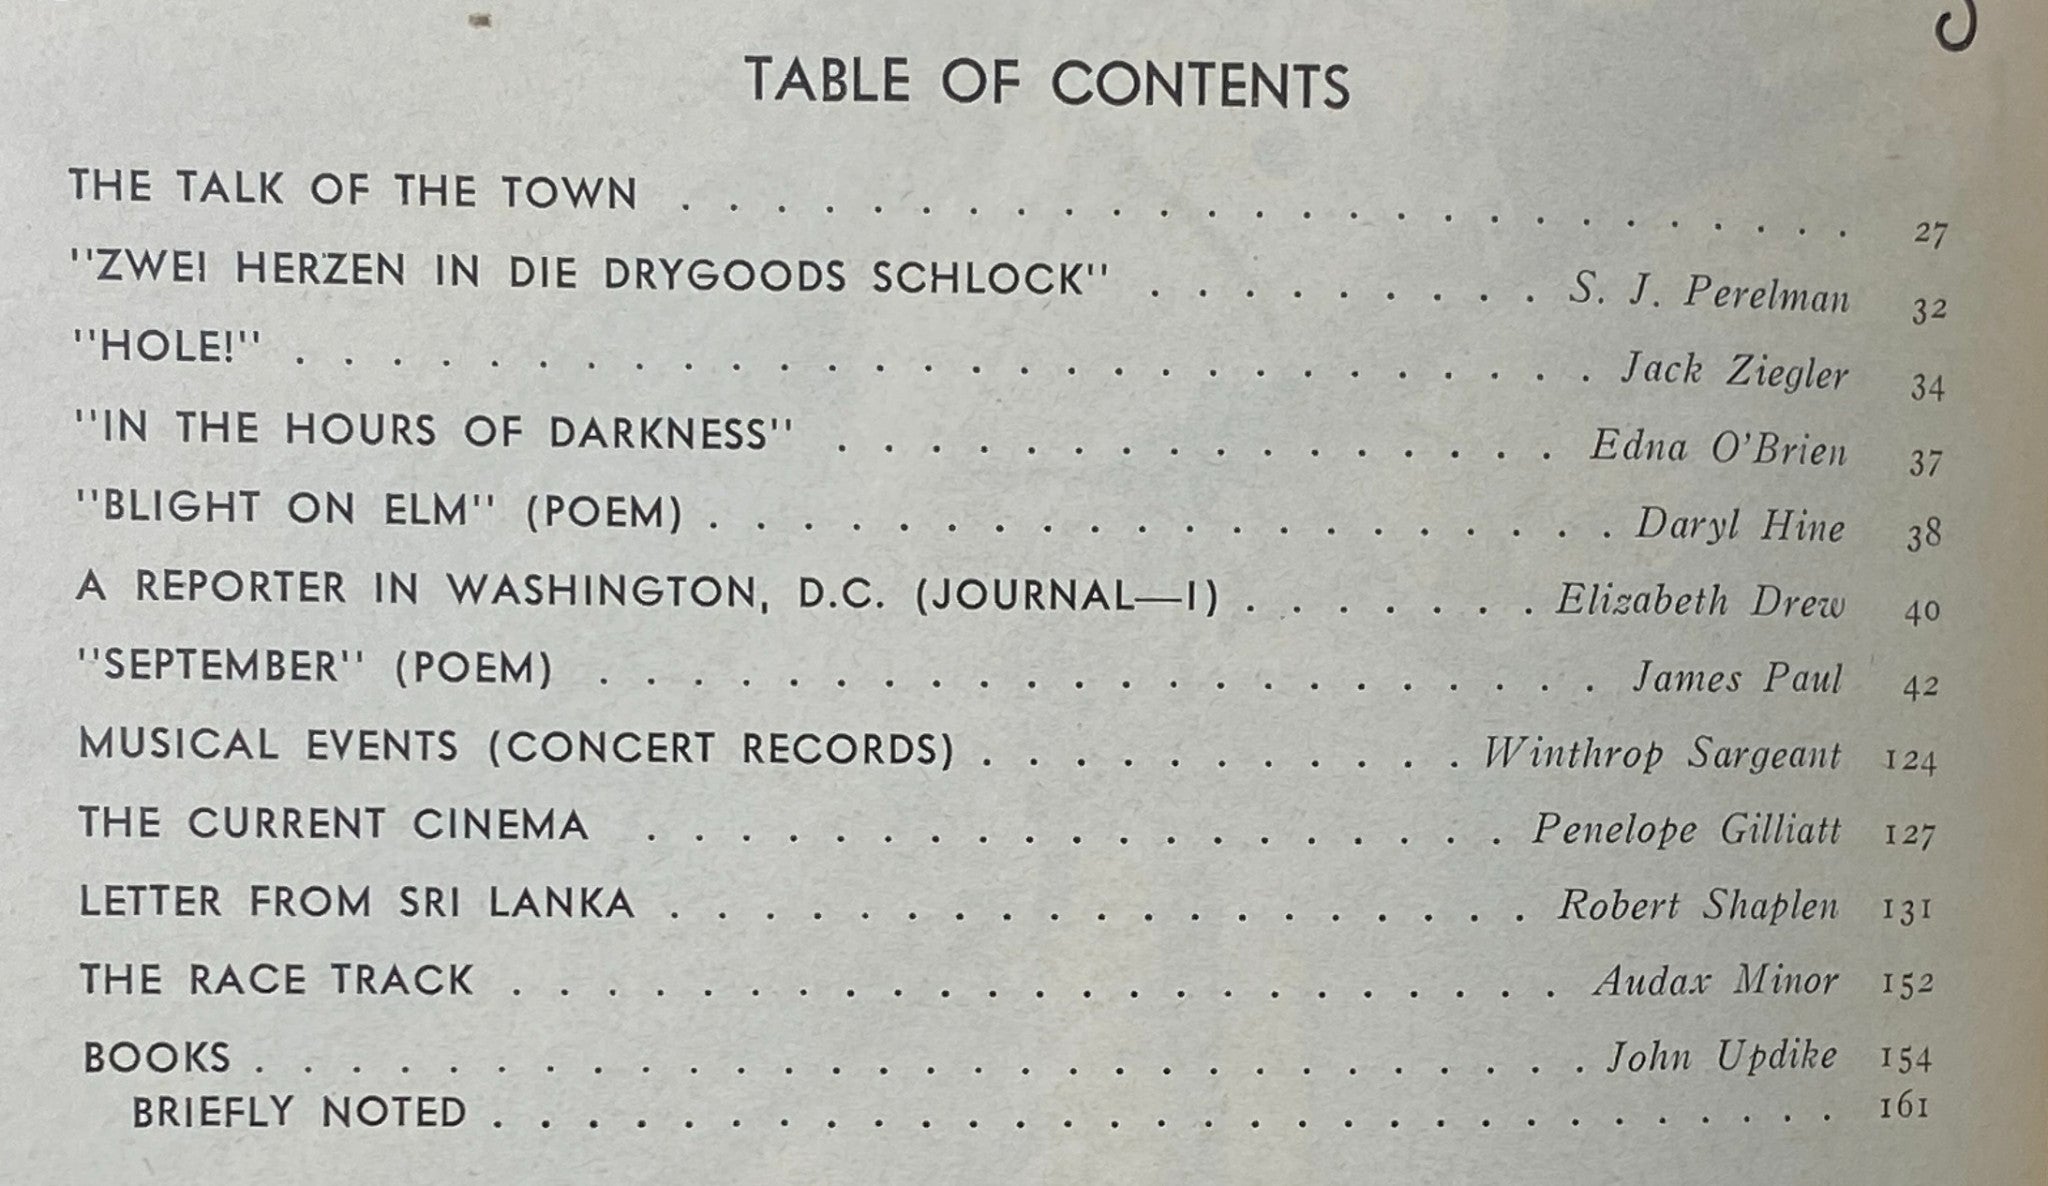 TABLE OF CONTENTS
THE TALK OF THE TOWN . . . . . . . . . . . . . . . . . . . . . . . . . 27
"ZWEI HERZEN IN DIE DRYGOODS SCHLOCK" . . . . . . . . . S. J. Perelman 32
"HOLE!" . . . . . . . . . . . . . . . . . . . . . . . . . . . Jack Ziegler 34
"IN THE HOURS OF DARKNESS" . . . . . . . . . . . . . . . . Edna O'Brien 37
"BLIGHT ON ELM" (POEM) . . . . . . . . . . . . . . . . . . . . Daryl Hine 38
A REPORTER IN WASHINGTON, D.C. (JOURNAL—I) . . . . . . . Elizabeth Drew 40
"SEPTEMBER" (POEM) . . . . . . . . . . . . . . . . . . . . . . James Paul 42
MUSICAL EVENTS (CONCERT RECORDS) . . . . . . . . . . . Winthrop Sargeant 124
THE CURRENT CINEMA . . . . . . . . . . . . . . . . . . . Penelope Gilliatt 127
LETTER FROM SRI LANKA . . . . . . . . . . . . . . . . . . . Robert Shaplen 131
THE RACE TRACK . . . . . . . . . . . . . . . . . . . . . . . Audax Minor 152
BOOKS . . . . . . . . . . . . . . . . . . . . . . . . . . . . John Updike 154
BRIEFLY NOTED . . . . . . . . . . . . . . . . . . . . . . . . . . . . . 161